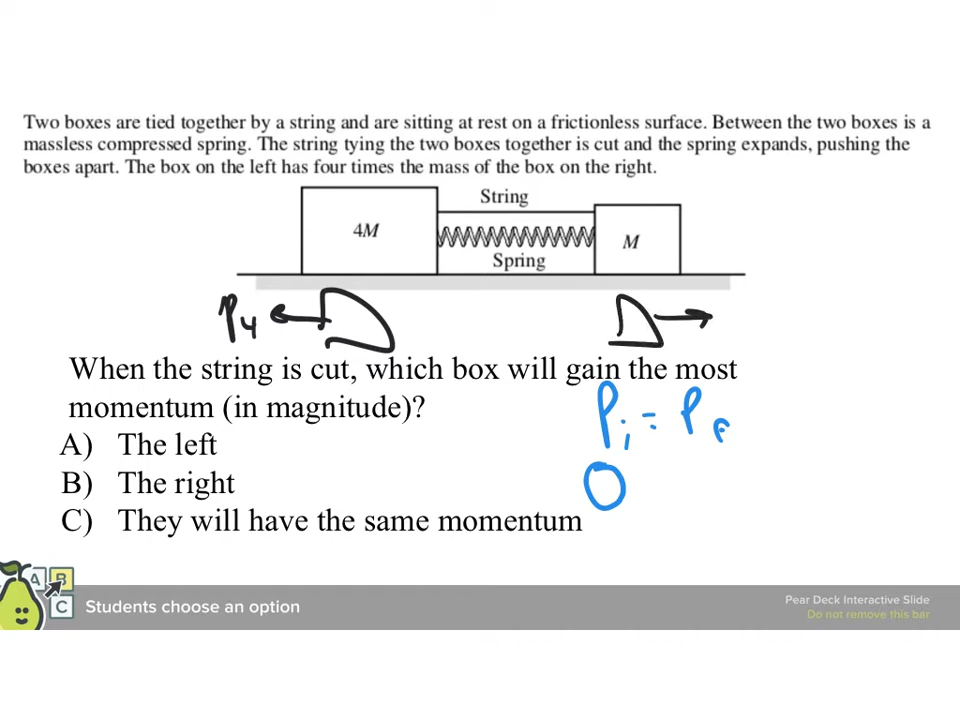 Two boxes are tied together by a string and are sitting at rest on a frictionless surface. Between the two boxes is a
massless compressed spring. The string tying the two boxes together is cut and the spring expands, pushing the
boxes apart. The box on the left has four times the mass of the box on the right.
String
4M
M
Spring
P4
When the string is cut, which box will gain the most
momentum (in magnitude)?
Pi = PF
A) The left
B) The right
0
C) They will have the same momentum
A B
C
Students choose an option
Pear Deck Interactive Slide
Do not remove this bar